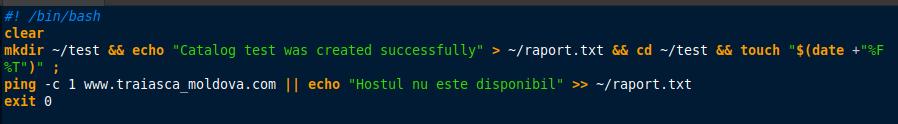 #! /bin/bash
clear
mkdir ~/test && echo "Catalog test was created successfully" > ~/raport.txt && cd ~/test && touch "$(date +"%F
%T")" ;
ping -c 1 www.traiasca_moldova.com || echo "Hostul nu este disponibil" >> ~/raport.txt
exit 0